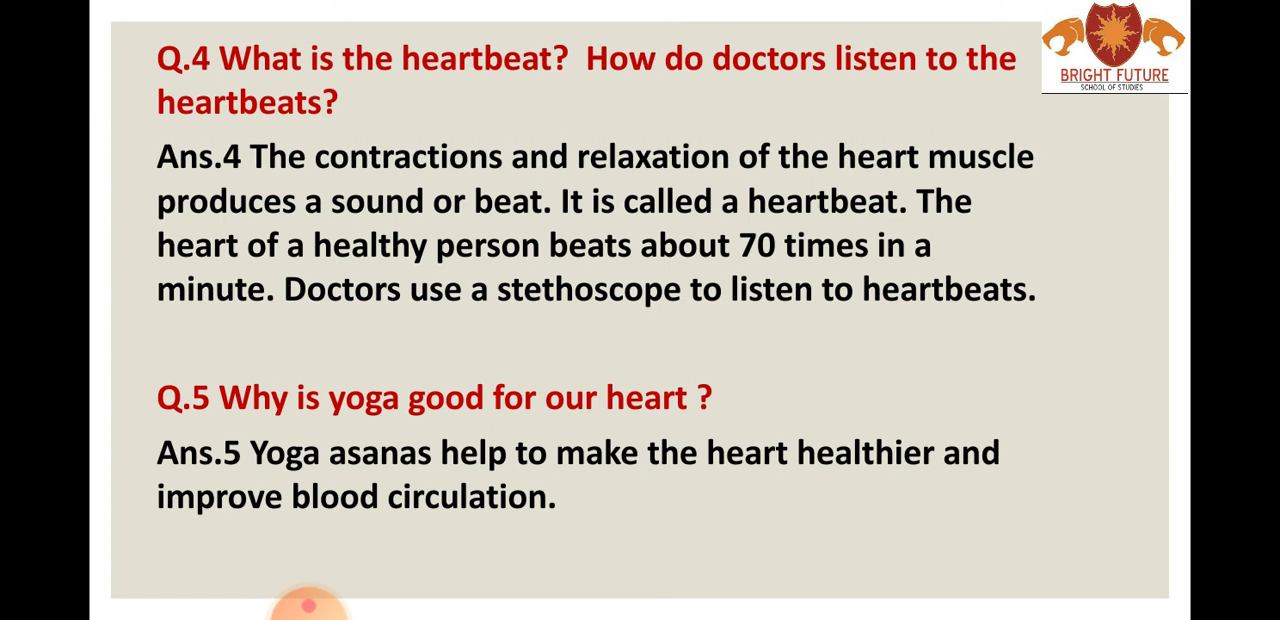 BRIGHT FUTURE
SCHOOL OF STUDIES
Q.4 What is the heartbeat?  How do doctors listen to the
heartbeats?
Ans.4 The contractions and relaxation of the heart muscle
produces a sound or beat. It is called a heartbeat. The
heart of a healthy person beats about 70 times in a
minute. Doctors use a stethoscope to listen to heartbeats.
Q.5 Why is yoga good for our heart ?
Ans.5 Yoga asanas help to make the heart healthier and
improve blood circulation.